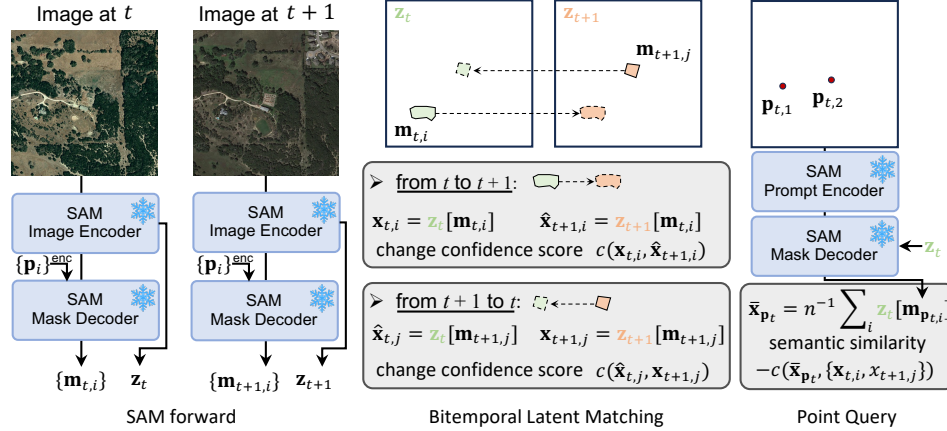 Image at t
Image at t + 1
SAM
Image Encoder
SAM
Image Encoder
{p_i}^enc
{p_i}^enc
SAM
Mask Decoder
SAM
Mask Decoder
{m_{t,i}}
z_t
{m_{t+1,i}}
z_{t+1}
SAM forward
z_t
z_{t+1}
m_{t+1,j}
m_{t,i}
➢ from t to t + 1:
x_{t,i} = z_t[m_{t,i}]
x̂_{t+1,i} = z_{t+1}[m_{t,i}]
change confidence score c(x_{t,i}, x̂_{t+1,i})
➢ from t + 1 to t:
x̂_{t,j} = z_t[m_{t+1,j}]
x_{t+1,j} = z_{t+1}[m_{t+1,j}]
change confidence score c(x̂_{t,j}, x_{t+1,j})
Bitemporal Latent Matching
p_{t,1}
p_{t,2}
SAM
Prompt Encoder
SAM
Mask Decoder
z_t
x̄_{p_t} = n^{-1} ∑_i z_t[m_{p_t,i}]
semantic similarity
−c(x̄_{p_t}, {x_{t,i}, x_{t+1,j}})
Point Query